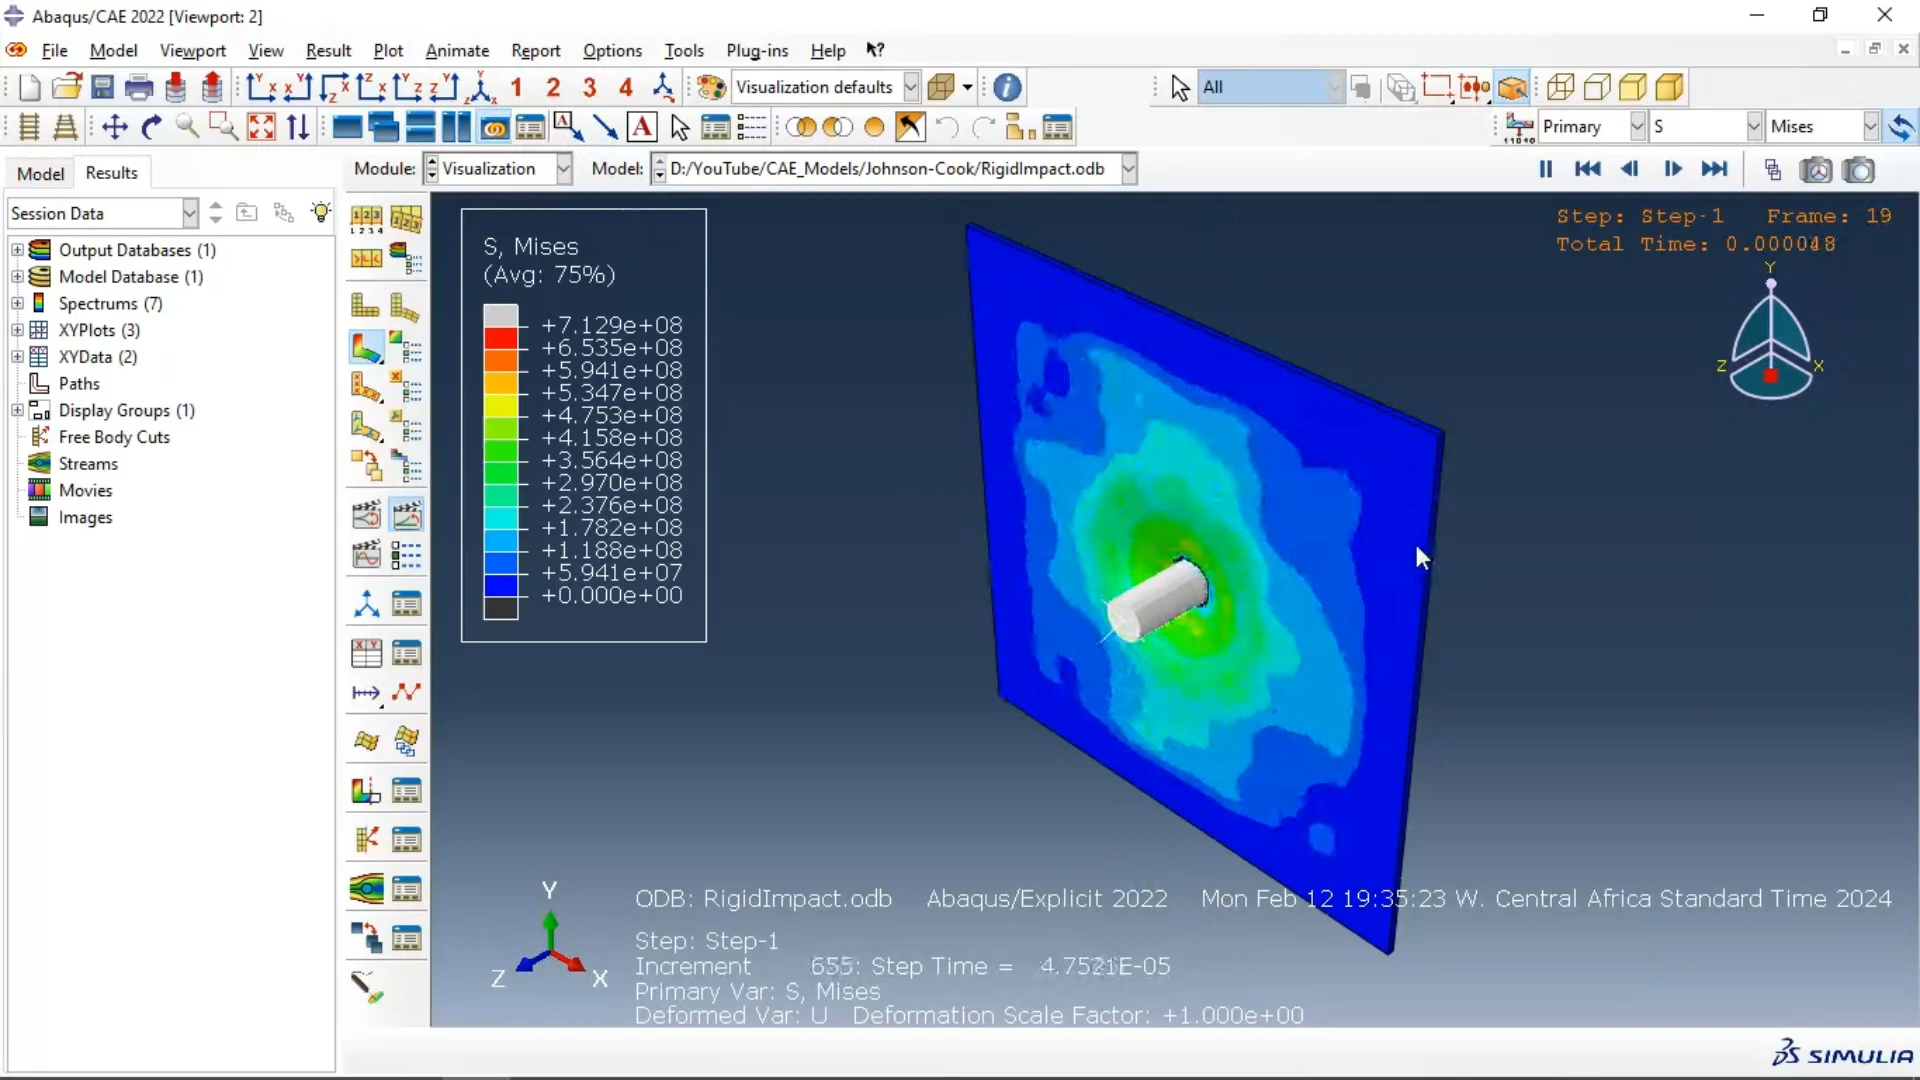 Abaqus/CAE 2022 [Viewport: 2]
File Model Viewport View Result Plot Animate Report Options Tools Plug-ins Help
1 2 3 4 Visualization defaults All
Primary S Mises
Model Results Module: Visualization Model: D:/YouTube/CAE_Models/Johnson-Cook/RigidImpact.odb
Session Data
Output Databases (1)
Model Database (1)
Spectrums (7)
XYPlots (3)
XYData (2)
Paths
Display Groups (1)
Free Body Cuts
Streams
Movies
Images
S, Mises
(Avg: 75%)
+7.129e+08
+6.535e+08
+5.941e+08
+5.347e+08
+4.753e+08
+4.158e+08
+3.564e+08
+2.970e+08
+2.376e+08
+1.782e+08
+1.188e+08
+5.941e+07
+0.000e+00
Step: Step-1 Frame: 19
Total Time: 0.000048
Y
Z X
Y
Z X
ODB: RigidImpact.odb Abaqus/Explicit 2022 Mon Feb 12 19:35:23 W. Central Africa Standard Time 2024
Step: Step-1
Increment 655: Step Time = 4.7521E-05
Primary Var: S, Mises
Deformed Var: U Deformation Scale Factor: +1.000e+00
SIMULIA